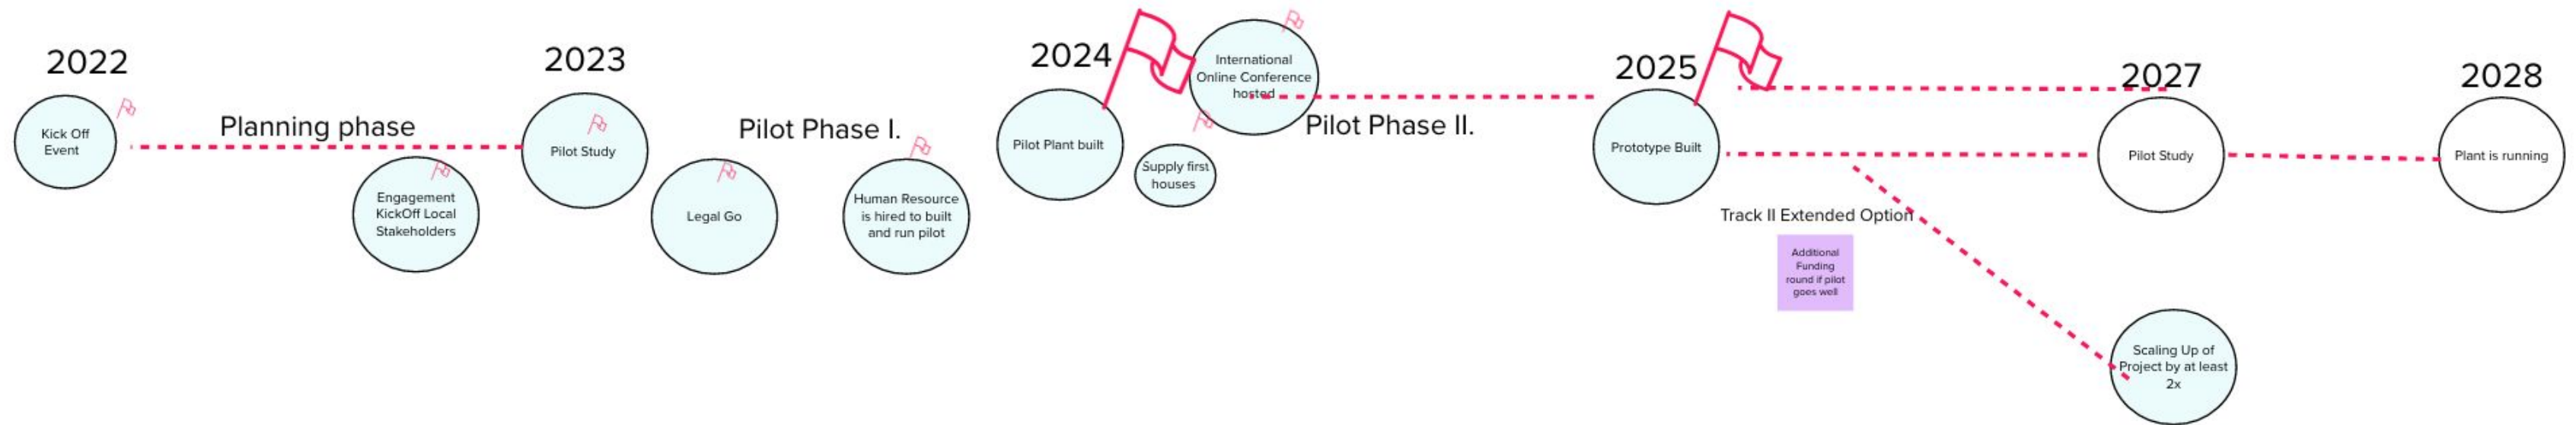 2022
Kick Off
Event
Planning phase
Engagement
KickOff Local
Stakeholders
2023
Pilot Study
Legal Go
Pilot Phase I.
Human Resource
is hired to built
and run pilot
2024
Pilot Plant built
International
Online Conference
hosted
Supply first
houses
Pilot Phase II.
2025
Prototype Built
Track II Extended Option
Additional
Funding
round if pilot
goes well
2027
Pilot Study
Scaling Up of
Project by at least
2x
2028
Plant is running